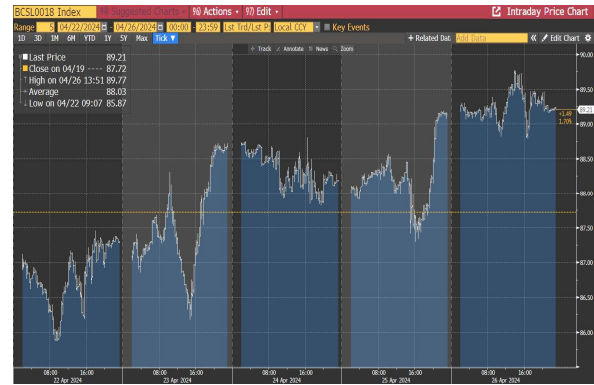 BCSL0018 Index 98) Suggested Charts 96) Actions 97) Edit Intraday Price Chart
Range 5 04/22/2024 - 04/26/2024 00:00 - 23:59 Lst Trd/Lst P Local CCY Key Events
1D 3D 1M 6M YTD 1Y 5Y Max Tick + Related Dat Add Data « Edit Chart
+ Track Annotate News Zoom
Last Price 89.21
Close on 04/19 ---- 87.72
High on 04/26 13:51 89.77
Average 88.03
Low on 04/22 09:07 85.87
90.00
89.50
89.21
+1.49
1.70%
89.00
88.50
88.00
87.50
87.00
86.50
86.00
08:00 16:00 08:00 16:00 08:00 16:00 08:00 16:00 08:00 16:00
22 Apr 2024 23 Apr 2024 24 Apr 2024 25 Apr 2024 26 Apr 2024